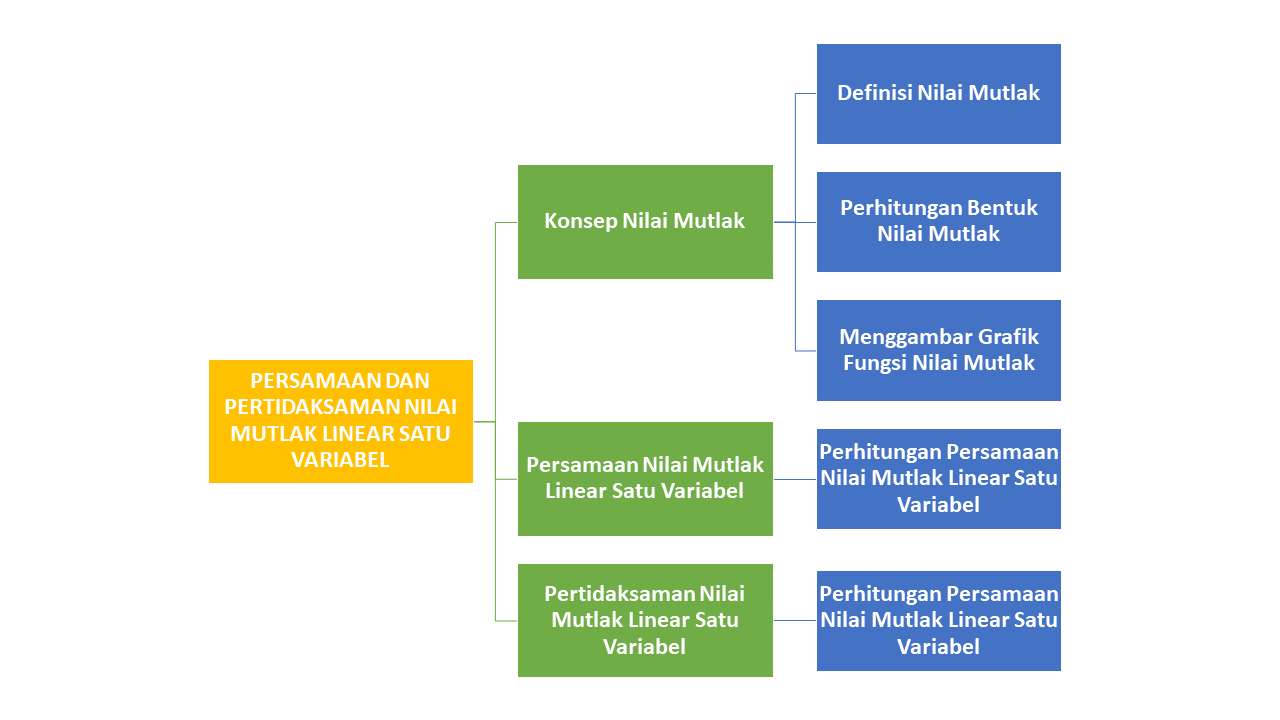 Definisi Nilai Mutlak
Perhitungan Bentuk
Nilai Mutlak
Konsep Nilai Mutlak
Menggambar Grafik
Fungsi Nilai Mutlak
PERSAMAAN DAN
PERTIDAKSAMAN NILAI
MUTLAK LINEAR SATU
VARIABEL
Persamaan Nilai Mutlak
Linear Satu Variabel
Perhitungan Persamaan
Nilai Mutlak Linear Satu
Variabel
Pertidaksaman Nilai
Mutlak Linear Satu
Variabel
Perhitungan Persamaan
Nilai Mutlak Linear Satu
Variabel